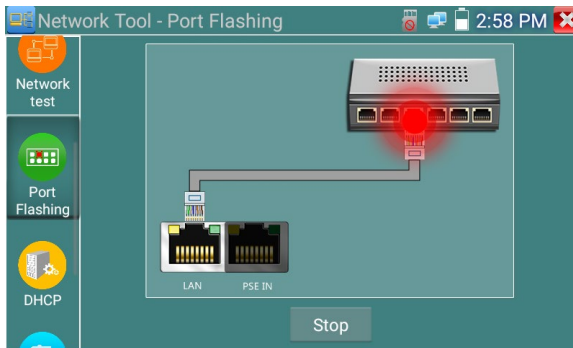 Network Tool - Port Flashing
2:58 PM
Network
test
Port
Flashing
DHCP
LAN
PSE IN
Stop